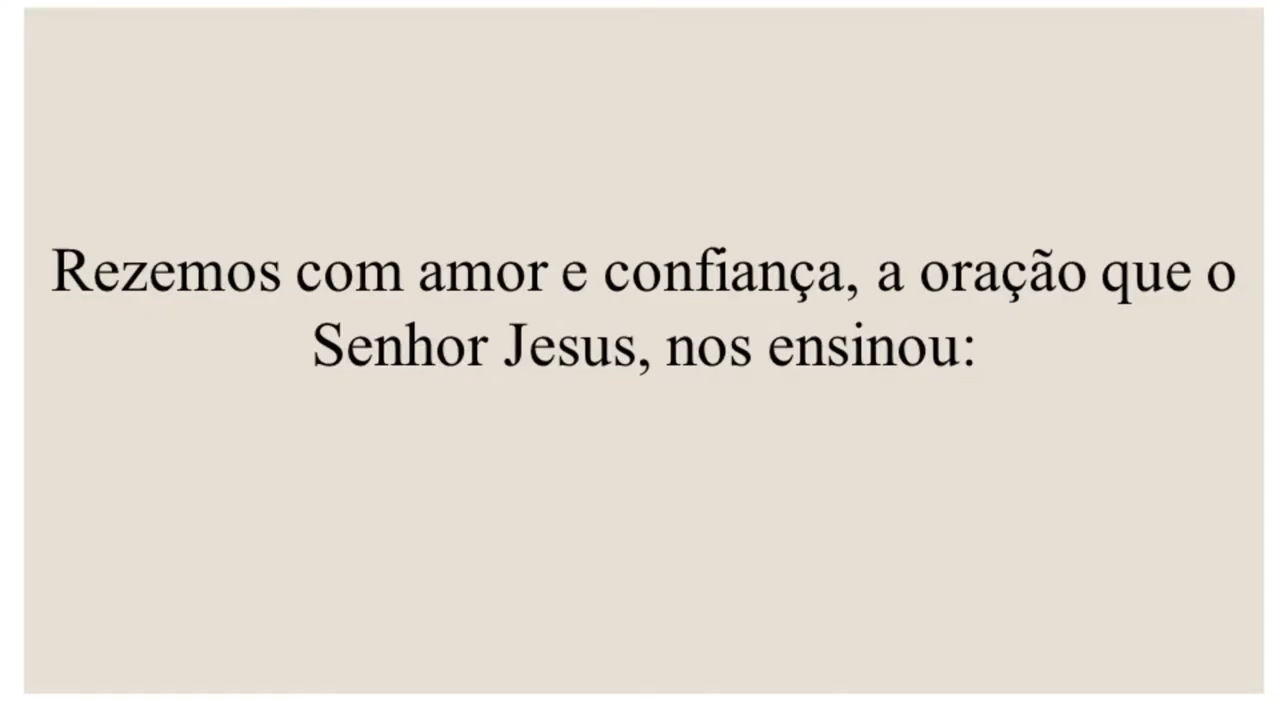 Rezemos com amor e confiança, a oração que o
Senhor Jesus, nos ensinou: